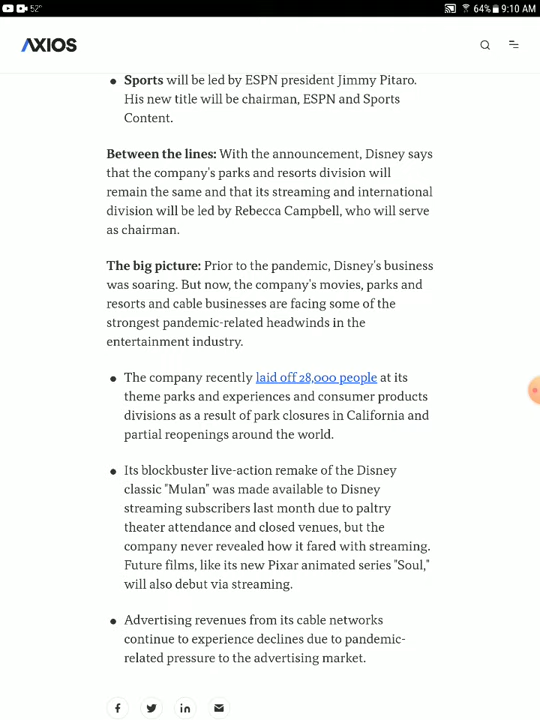 52°
64% 9:10 AM
AXIOS
• Sports will be led by ESPN president Jimmy Pitaro.
His new title will be chairman, ESPN and Sports
Content.
Between the lines: With the announcement, Disney says
that the company's parks and resorts division will
remain the same and that its streaming and international
division will be led by Rebecca Campbell, who will serve
as chairman.
The big picture: Prior to the pandemic, Disney's business
was soaring. But now, the company's movies, parks and
resorts and cable businesses are facing some of the
strongest pandemic-related headwinds in the
entertainment industry.
• The company recently laid off 28,000 people at its
theme parks and experiences and consumer products
divisions as a result of park closures in California and
partial reopenings around the world.
• Its blockbuster live-action remake of the Disney
classic "Mulan" was made available to Disney
streaming subscribers last month due to paltry
theater attendance and closed venues, but the
company never revealed how it fared with streaming.
Future films, like its new Pixar animated series "Soul,"
will also debut via streaming.
• Advertising revenues from its cable networks
continue to experience declines due to pandemic-
related pressure to the advertising market.